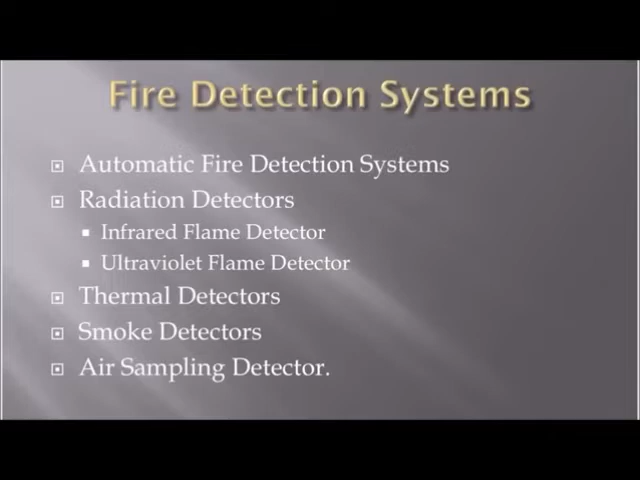 Fire Detection Systems
Automatic Fire Detection Systems
Radiation Detectors
Infrared Flame Detector
Ultraviolet Flame Detector
Thermal Detectors
Smoke Detectors
Air Sampling Detector.